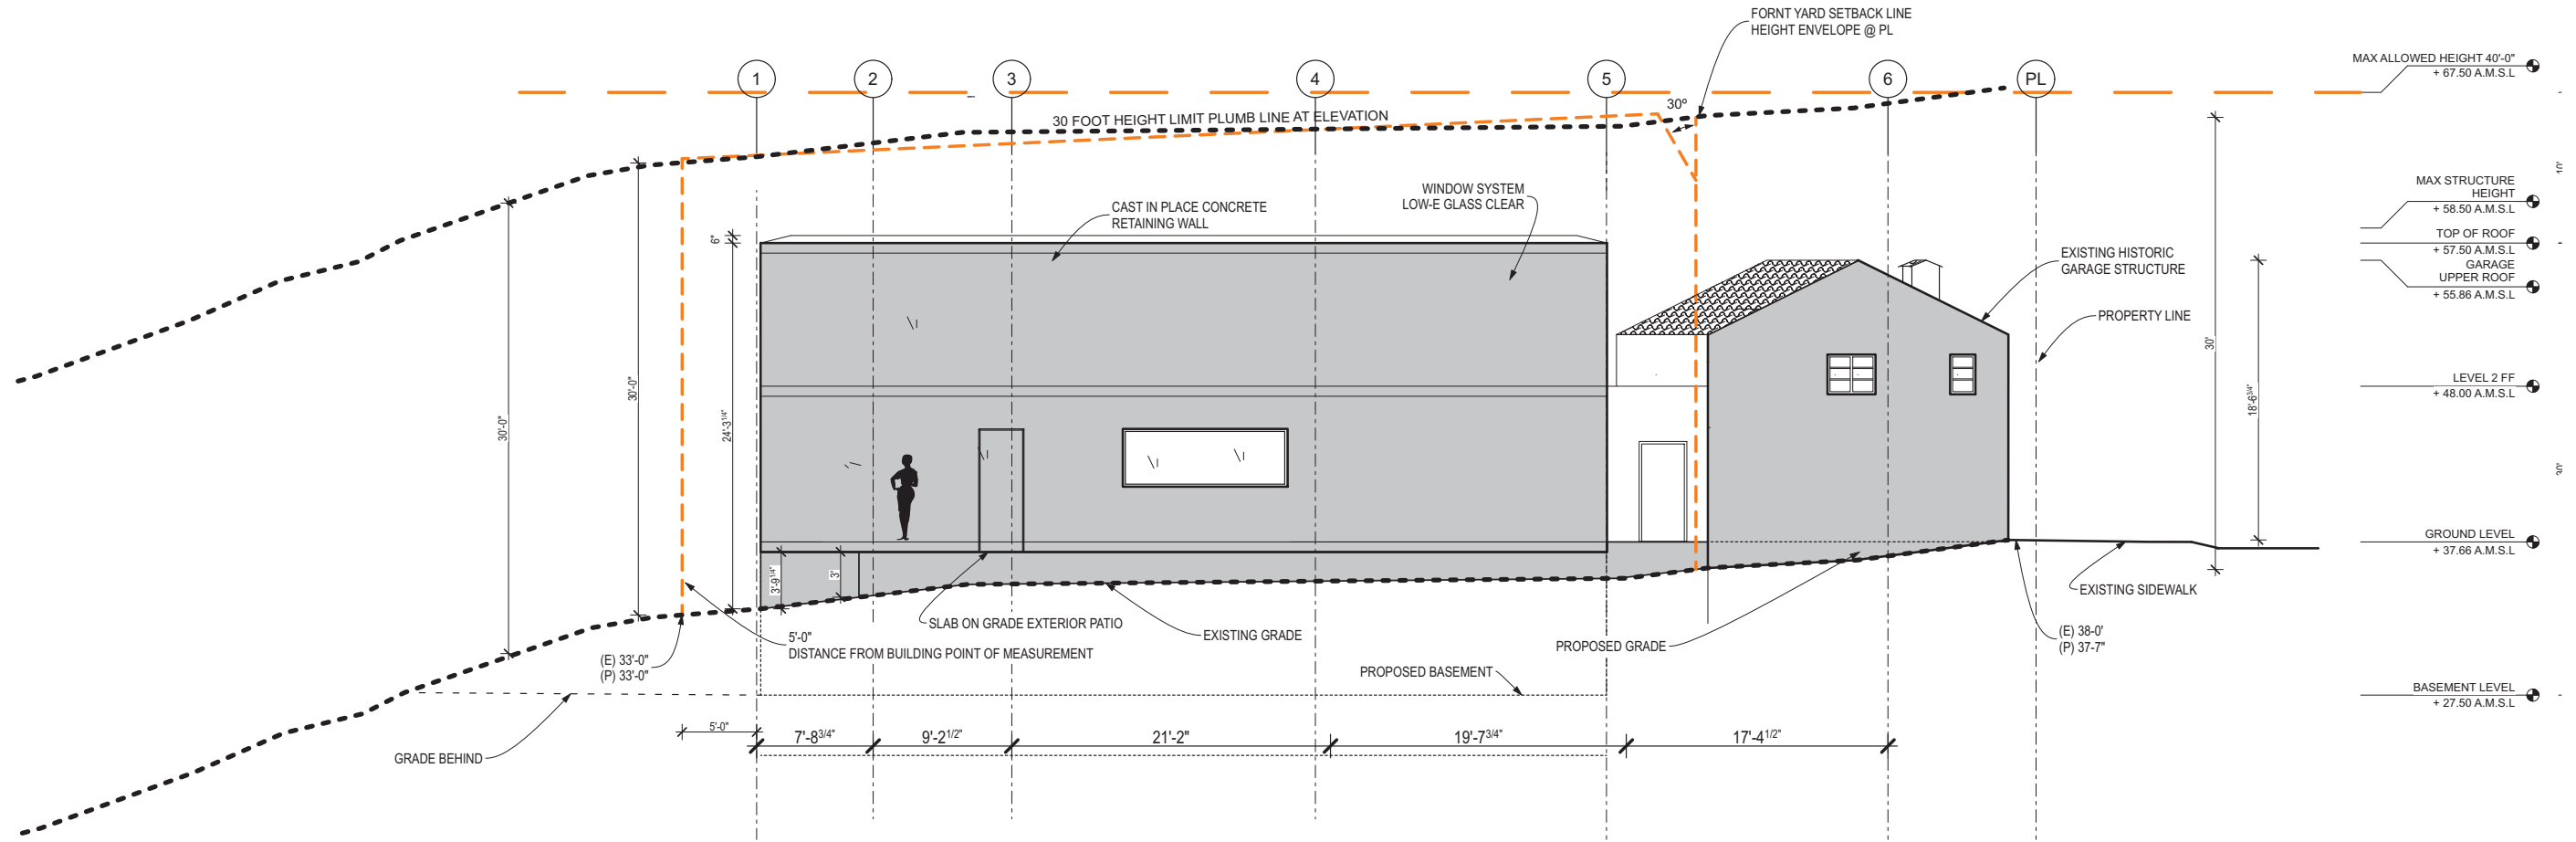 FORNT YARD SETBACK LINE
HEIGHT ENVELOPE @ PL
1
2
3
4
5
6
PL
MAX ALLOWED HEIGHT 40'-0"
+ 67.50 A.M.S.L
30º
30 FOOT HEIGHT LIMIT PLUMB LINE AT ELEVATION
10'
WINDOW SYSTEM
LOW-E GLASS CLEAR
CAST IN PLACE CONCRETE
RETAINING WALL
MAX STRUCTURE
HEIGHT
+ 58.50 A.M.S.L
6"
TOP OF ROOF
+ 57.50 A.M.S.L
GARAGE
UPPER ROOF
+ 55.86 A.M.S.L
EXISTING HISTORIC
GARAGE STRUCTURE
PROPERTY LINE
30'
LEVEL 2 FF
+ 48.00 A.M.S.L
30'-0"
30'-0"
24'-3 1/4"
18'-6 3/4"
30'
GROUND LEVEL
+ 37.66 A.M.S.L
3'-9 1/4"
3'
EXISTING SIDEWALK
SLAB ON GRADE EXTERIOR PATIO
EXISTING GRADE
PROPOSED GRADE
(E) 38-0'
(P) 37-7"
5'-0"
DISTANCE FROM BUILDING POINT OF MEASUREMENT
(E) 33'-0"
(P) 33'-0"
PROPOSED BASEMENT
BASEMENT LEVEL
+ 27.50 A.M.S.L
5'-0"
7'-8 3/4"
9'-2 1/2"
21'-2"
19'-7 3/4"
17'-4 1/2"
GRADE BEHIND